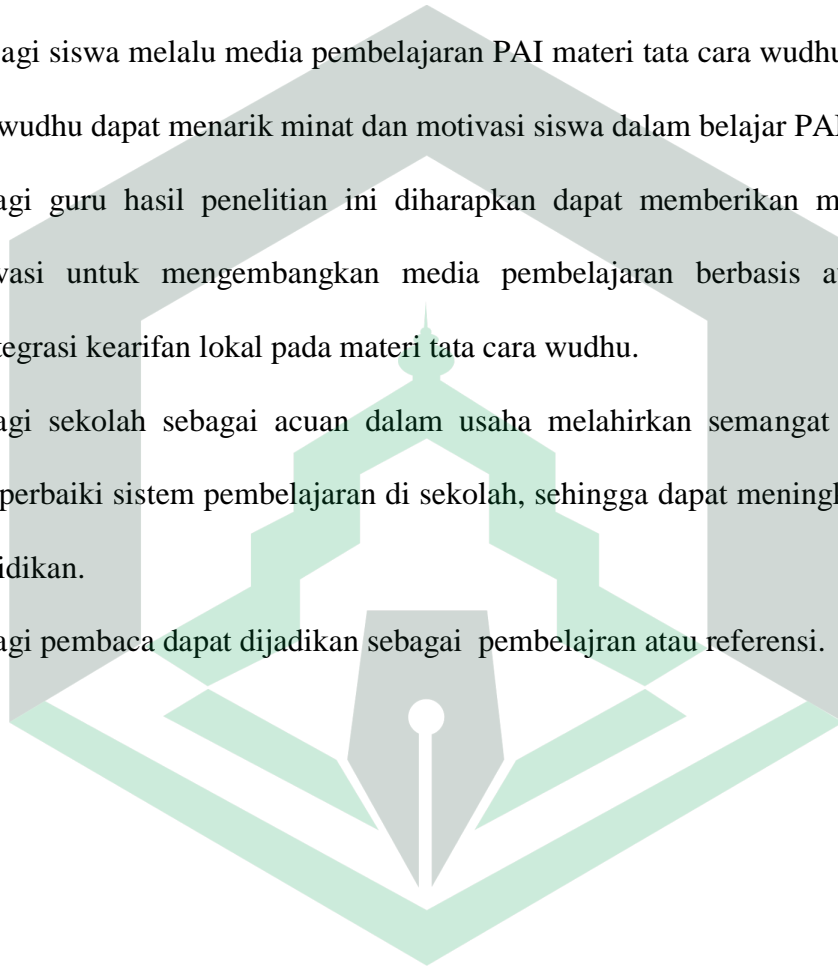 agi siswa melalu media pembelajaran PAI materi tata cara wudhu
wudhu dapat menarik minat dan motivasi siswa dalam belajar PAI
agi guru hasil penelitian ini diharapkan dapat memberikan m
vasi untuk mengembangkan media pembelajaran berbasis a
tegrasi kearifan lokal pada materi tata cara wudhu.
agi sekolah sebagai acuan dalam usaha melahirkan semangat
perbaiki sistem pembelajaran di sekolah, sehingga dapat mening
idikan.
agi pembaca dapat dijadikan sebagai pembelajran atau referensi.